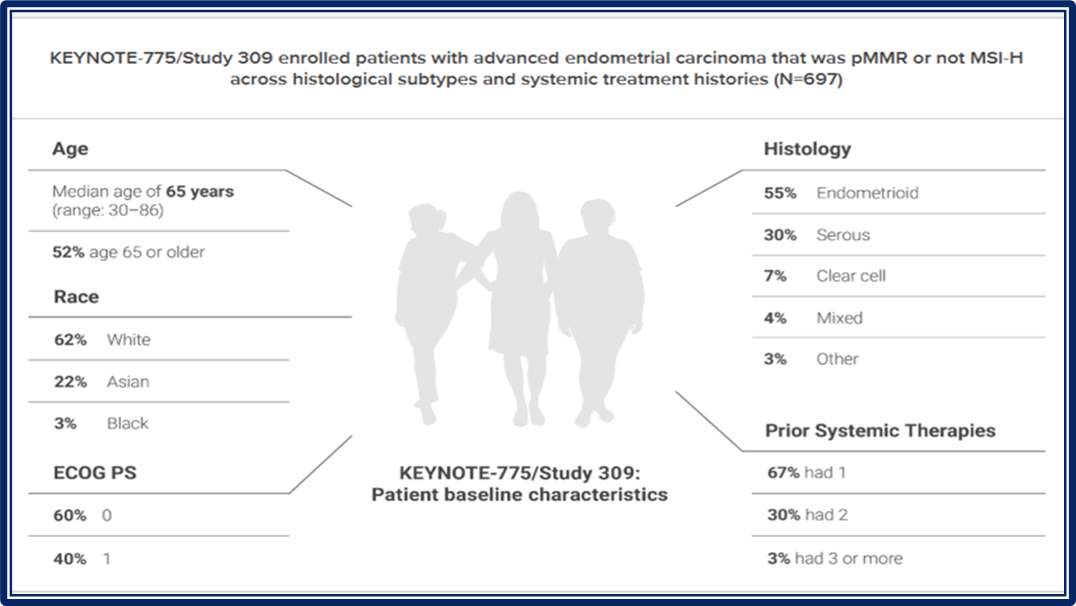 KEYNOTE-775/Study 309 enrolled patients with advanced endometrial carcinoma that was pMMR or not MSI-H
across histological subtypes and systemic treatment histories (N=697)
Age
Median age of 65 years
(range: 30–86)
52% age 65 or older
Race
62% White
22% Asian
3% Black
ECOG PS
60% 0
40% 1
KEYNOTE-775/Study 309:
Patient baseline characteristics
Histology
55% Endometrioid
30% Serous
7% Clear cell
4% Mixed
3% Other
Prior Systemic Therapies
67% had 1
30% had 2
3% had 3 or more